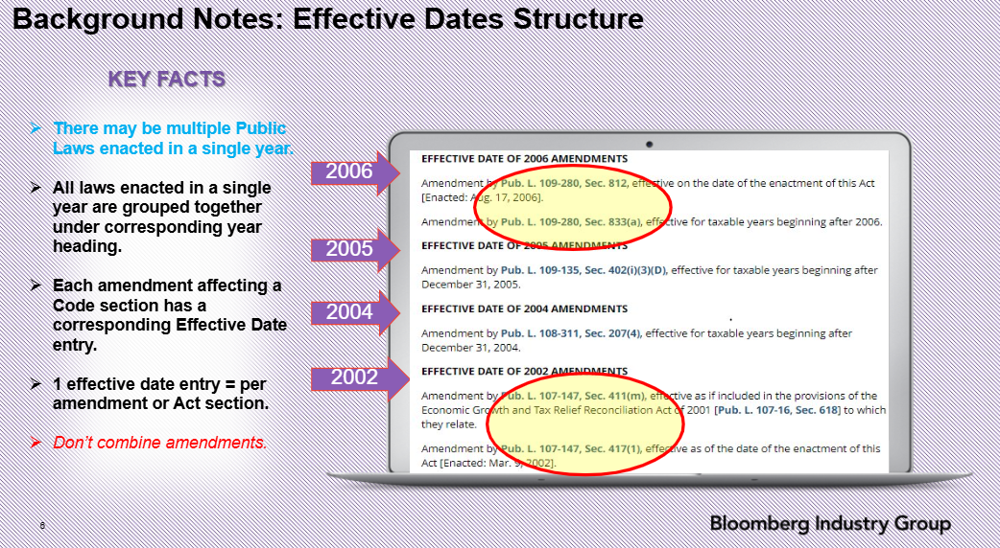 Background Notes: Effective Dates Structure
KEY FACTS
There may be multiple Public
Laws enacted in a single year.
All laws enacted in a single
year are grouped together
under corresponding year
heading.
Each amendment affecting a
Code section has a
corresponding Effective Date
entry.
1 effective date entry = per
amendment or Act section.
Don’t combine amendments.
2006
2005
2004
2002
EFFECTIVE DATE OF 2006 AMENDMENTS
Amendment by Pub. L. 109-280, Sec. 812, effective on the date of the enactment of this Act
[Enacted: Aug. 17, 2006].
Amendment by Pub. L. 109-280, Sec. 833(a), effective for taxable years beginning after 2006.
EFFECTIVE DATE OF 2005 AMENDMENTS
Amendment by Pub. L. 109-135, Sec. 402(i)(3)(D), effective for taxable years beginning after
December 31, 2005.
EFFECTIVE DATE OF 2004 AMENDMENTS
Amendment by Pub. L. 108-311, Sec. 207(4), effective for taxable years beginning after
December 31, 2004.
EFFECTIVE DATE OF 2002 AMENDMENTS
Amendment by Pub. L. 107-147, Sec. 411(m), effective as if included in the provisions of the
Economic Growth and Tax Relief Reconciliation Act of 2001 [Pub. L. 107-16, Sec. 618] to which
they relate.
Amendment by Pub. L. 107-147, Sec. 417(1), effective as of the date of the enactment of this
Act [Enacted: Mar. 9, 2002].
6
Bloomberg Industry Group